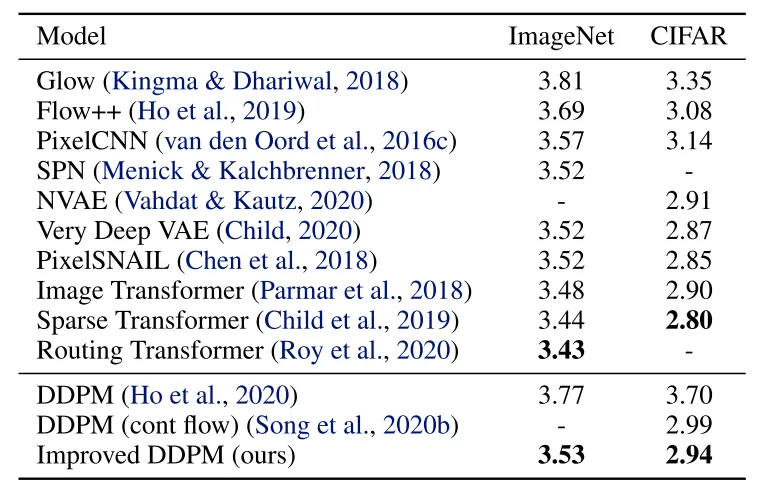 Model ImageNet CIFAR
Glow (Kingma & Dhariwal, 2018) 3.81 3.35
Flow++ (Ho et al., 2019) 3.69 3.08
PixelCNN (van den Oord et al., 2016c) 3.57 3.14
SPN (Menick & Kalchbrenner, 2018) 3.52 -
NVAE (Vahdat & Kautz, 2020) - 2.91
Very Deep VAE (Child, 2020) 3.52 2.87
PixelSNAIL (Chen et al., 2018) 3.52 2.85
Image Transformer (Parmar et al., 2018) 3.48 2.90
Sparse Transformer (Child et al., 2019) 3.44 2.80
Routing Transformer (Roy et al., 2020) 3.43 -
DDPM (Ho et al., 2020) 3.77 3.70
DDPM (cont flow) (Song et al., 2020b) - 2.99
Improved DDPM (ours) 3.53 2.94